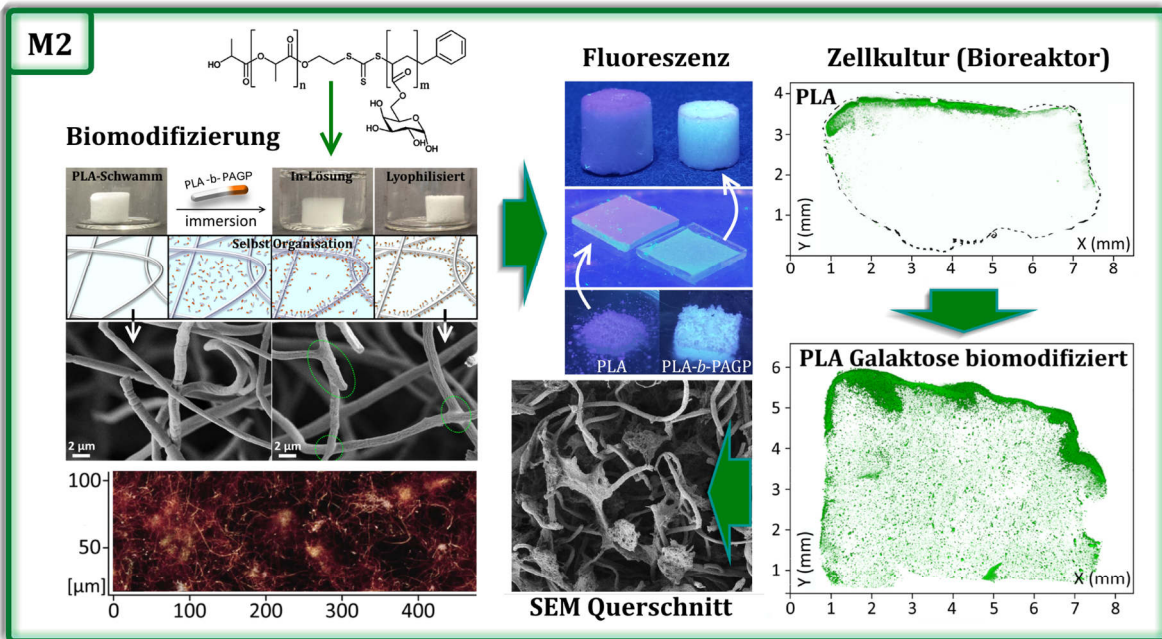 M2
HO
O
O
O
O
S
S
S
n
m
O
O
O
HO
HO
HO
OH
Biomodifizierung
PLA-Schwamm
PLA-b-PAGP
immersion
In-Lösung
Lyophilisiert
Selbst Organisation
2 µm
2 µm
100
50
[µm]
0
100
200
300
400
Fluoreszenz
PLA
PLA-b-PAGP
SEM Querschnitt
Zellkultur (Bioreaktor)
PLA
4
3
2
1
Y (mm)
X (mm)
0 1 2 3 4 5 6 7 8
PLA Galaktose biomodifiziert
6
5
4
3
2
1
Y (mm)
X (mm)
0 1 2 3 4 5 6 7 8